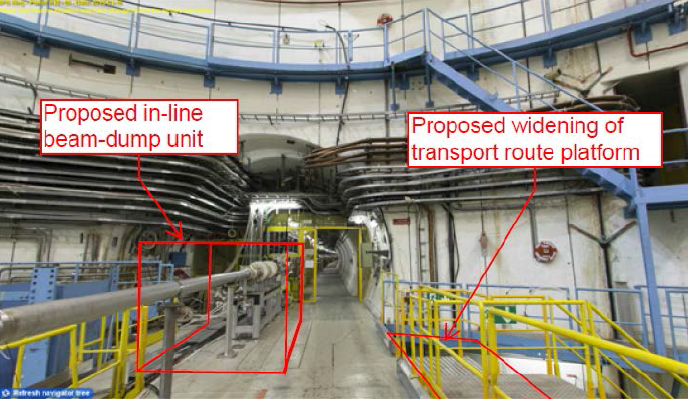 Proposed in-line
beam-dump unit
Proposed widening of
transport route platform
Refresh navigator tree